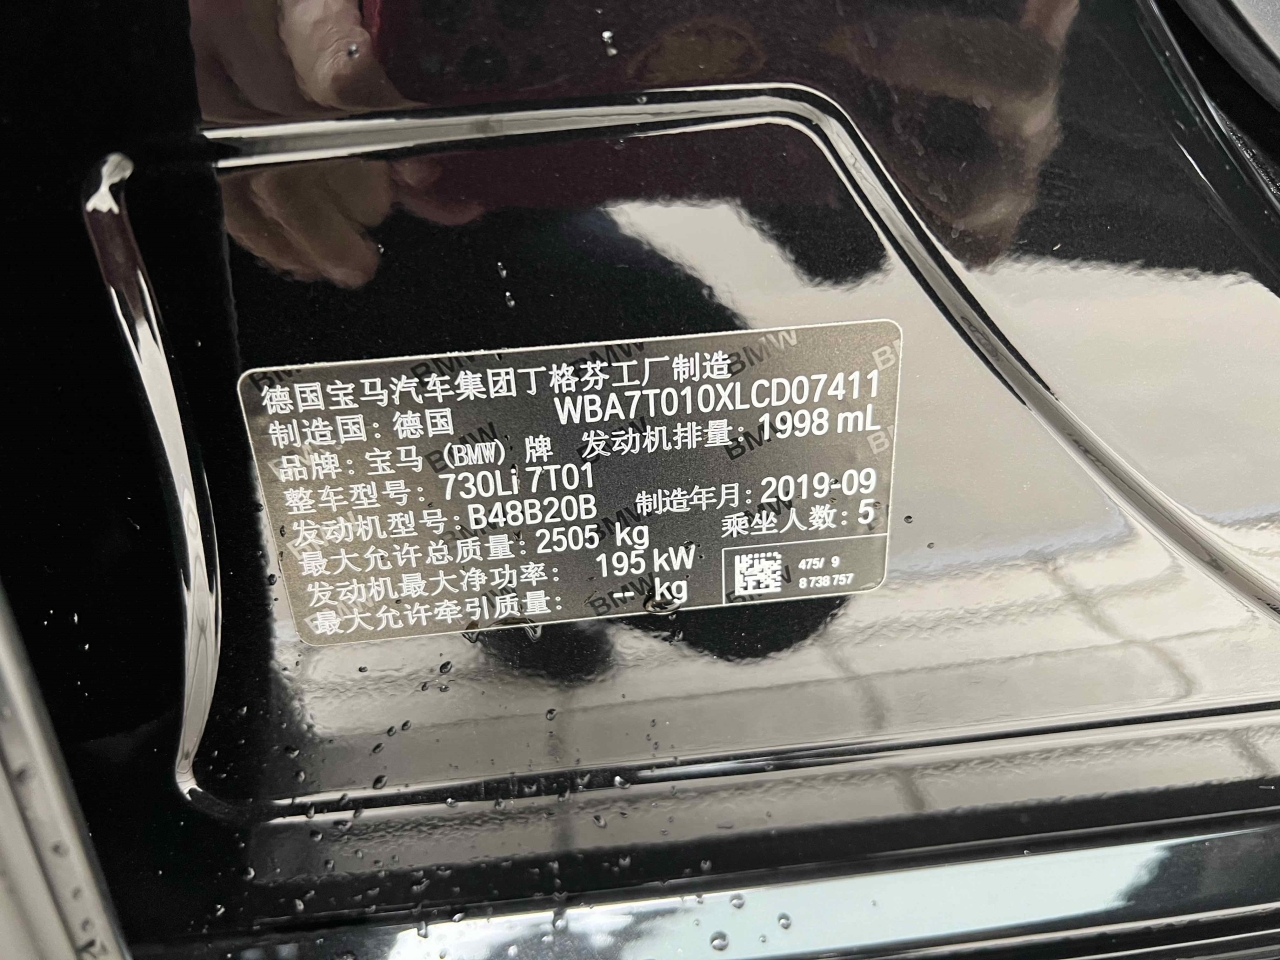 德国宝马汽车集团丁格芬工厂制造
制造国: 德国 WBA7T010XLCD07411
品牌: 宝马 (BMW) 牌 发动机排量: 1998 mL
整车型号: 730Li 7T01
发动机型号: B48B20B 制造年月: 2019-09
最大允许总质量: 2505 kg 乘坐人数: 5
发动机最大净功率: 195 kW
最大允许牵引质量: -- kg
475/ 9
8 738 757